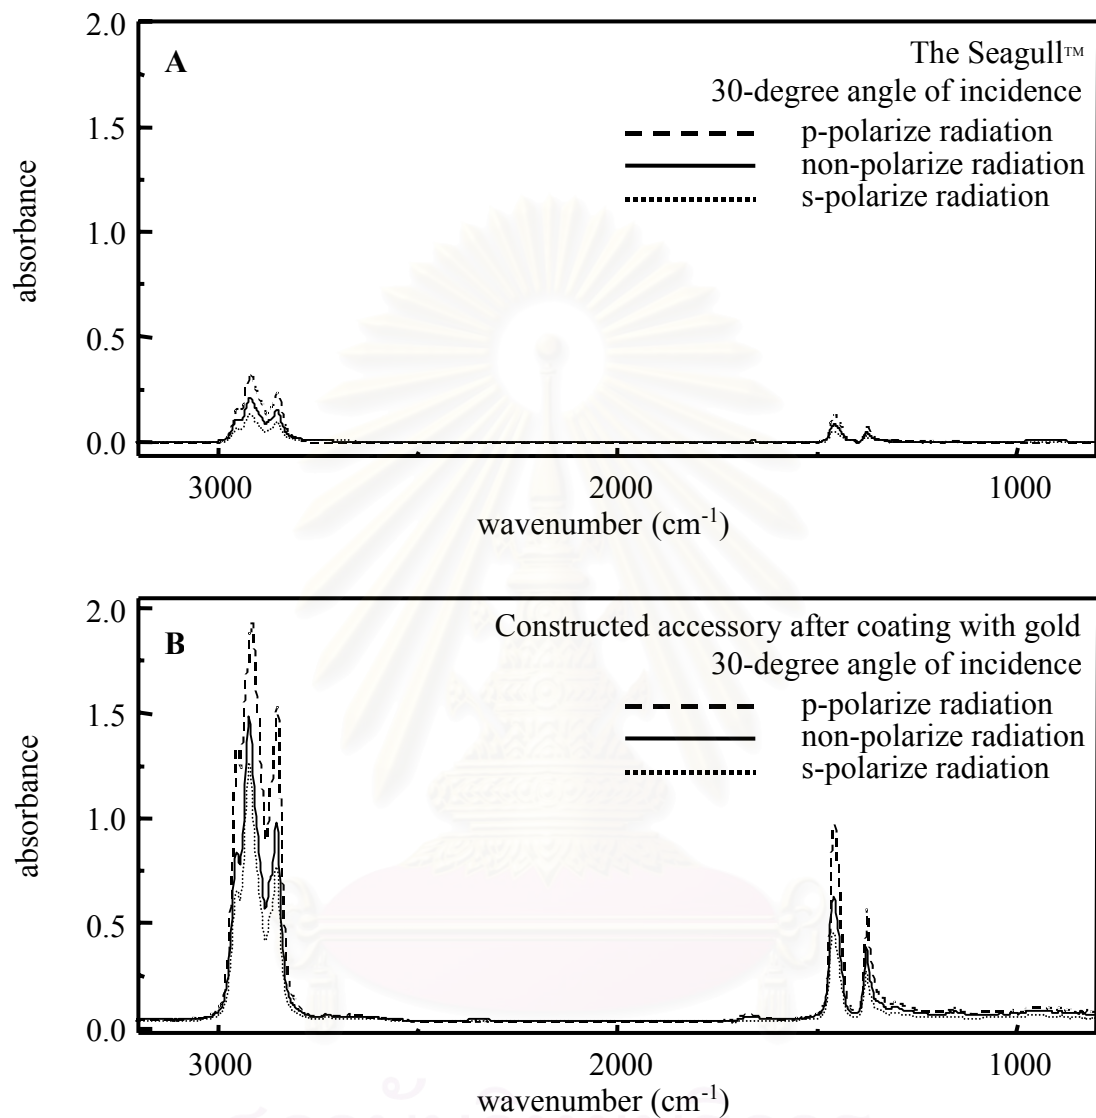 2.0
A
The Seagull™
30-degree angle of incidence
p-polarize radiation
1.5
non-polarize radiation
s-polarize radiation
absorbance
1.0
0.5
0.0
3000
2000
1000
wavenumber (cm⁻¹)
2.0
B
Constructed accessory after coating with gold
30-degree angle of incidence
p-polarize radiation
1.5
non-polarize radiation
s-polarize radiation
absorbance
1.0
0.5
0.0
3000
2000
1000
wavenumber (cm⁻¹)